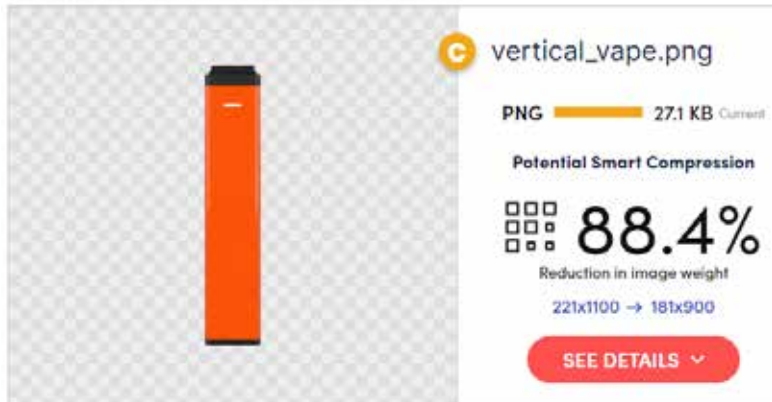 C vertical_vape.png
PNG 27.1 KB Current
Potential Smart Compression
88.4%
Reduction in image weight
221x1100 → 181x900
SEE DETAILS